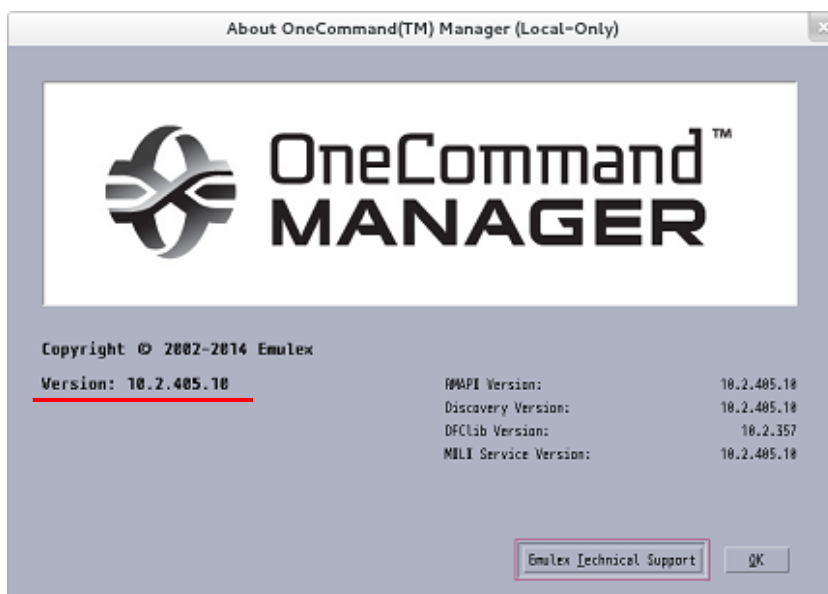 About OneCommand(TM) Manager (Local-Only)
OneCommand™
MANAGER
Copyright © 2002-2014 Emulex
Version: 10.2.405.10
RMAPI Version: 10.2.405.10
Discovery Version: 10.2.405.10
DFClib Version: 10.2.357
MILI Service Version: 10.2.405.10
Emulex Technical Support
OK